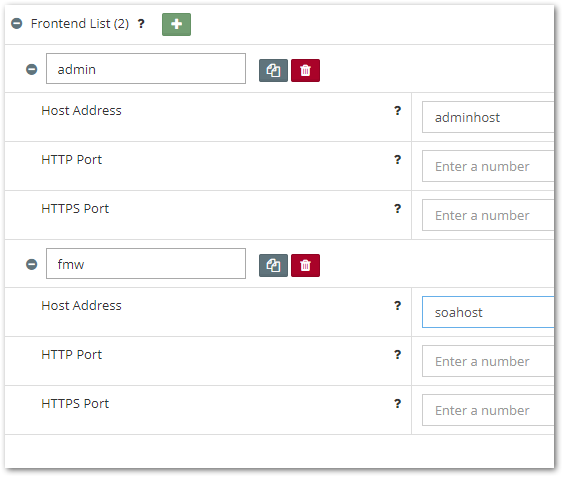 Frontend List (2) ?
admin
Host Address ? adminhost
HTTP Port ? Enter a number
HTTPS Port ? Enter a number
fmw
Host Address ? soahost
HTTP Port ? Enter a number
HTTPS Port ? Enter a number